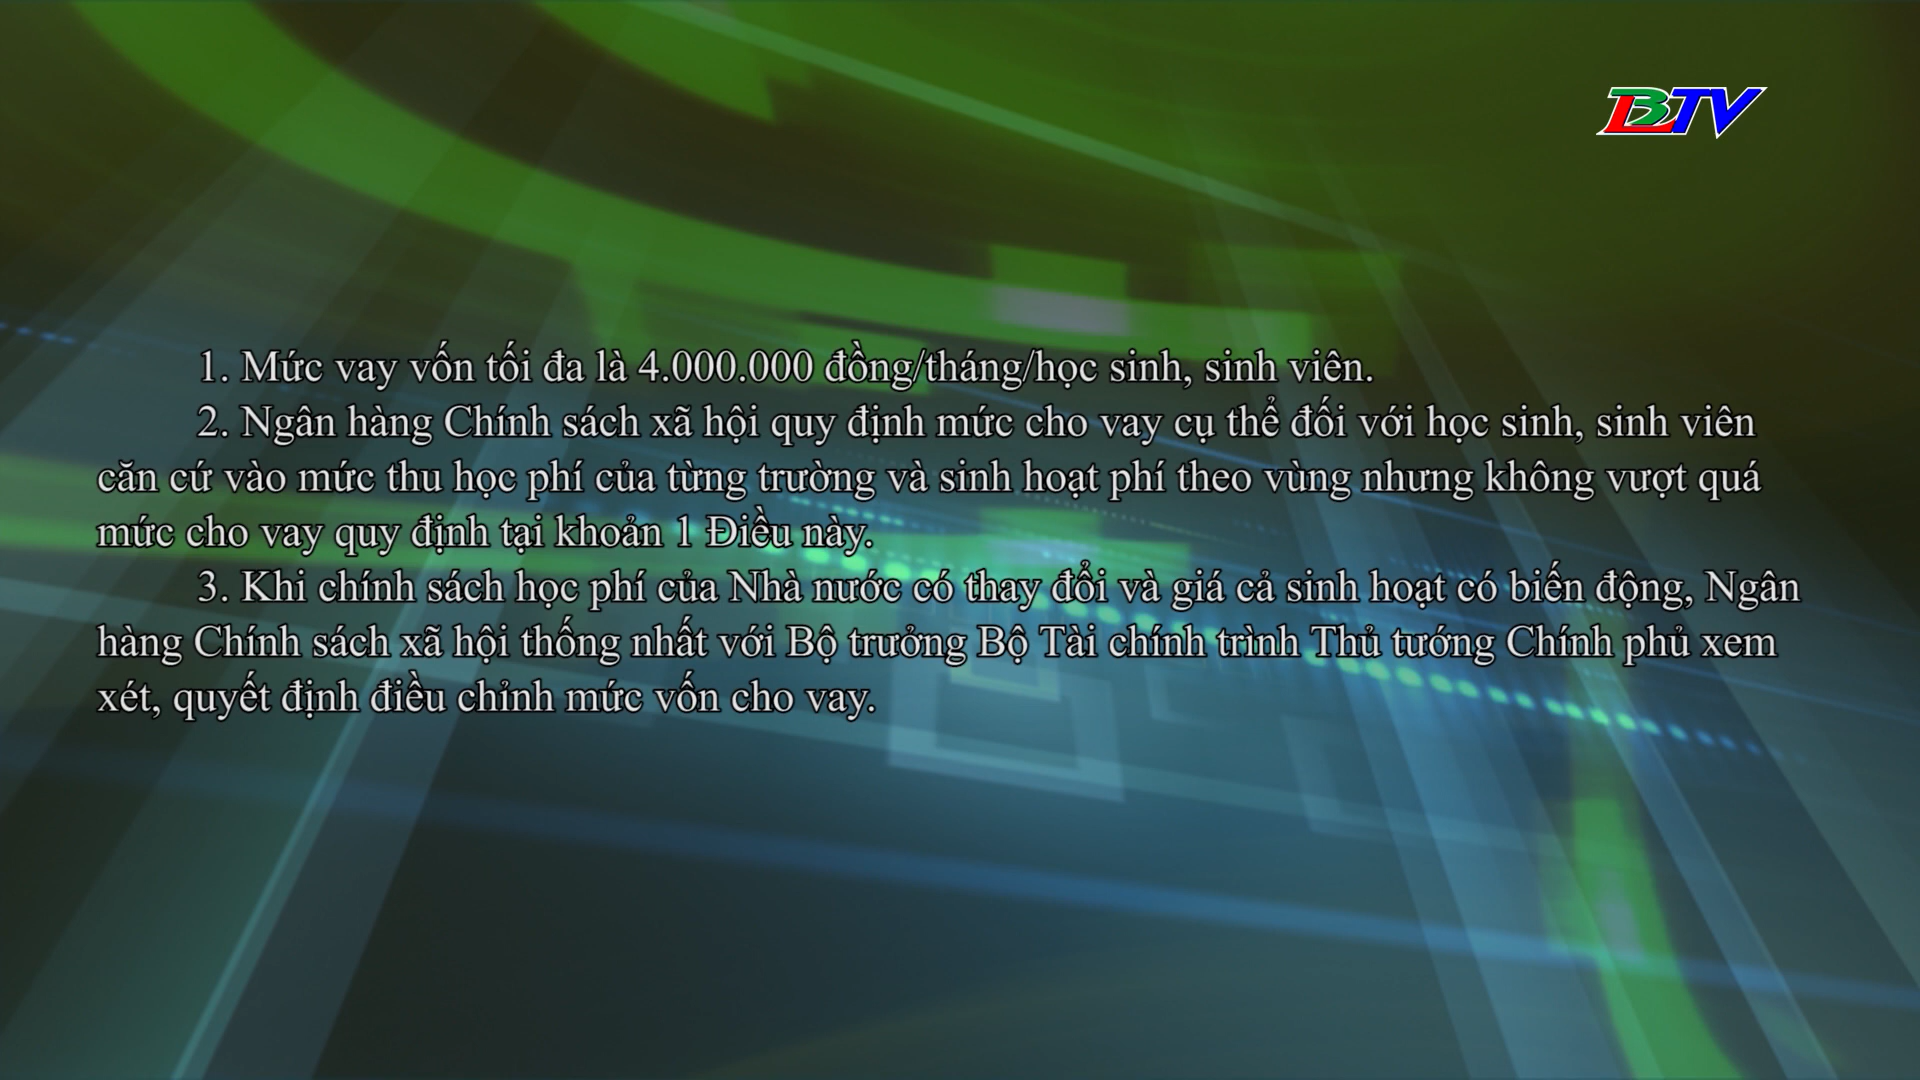 BTV
1. Mức vay vốn tối đa là 4.000.000 đồng/tháng/học sinh, sinh viên.
2. Ngân hàng Chính sách xã hội quy định mức cho vay cụ thể đối với học sinh, sinh viên
căn cứ vào mức thu học phí của từng trường và sinh hoạt phí theo vùng nhưng không vượt quá
mức cho vay quy định tại khoản 1 Điều này.
3. Khi chính sách học phí của Nhà nước có thay đổi và giá cả sinh hoạt có biến động, Ngân
hàng Chính sách xã hội thống nhất với Bộ trưởng Bộ Tài chính trình Thủ tướng Chính phủ xem
xét, quyết định điều chỉnh mức vốn cho vay.